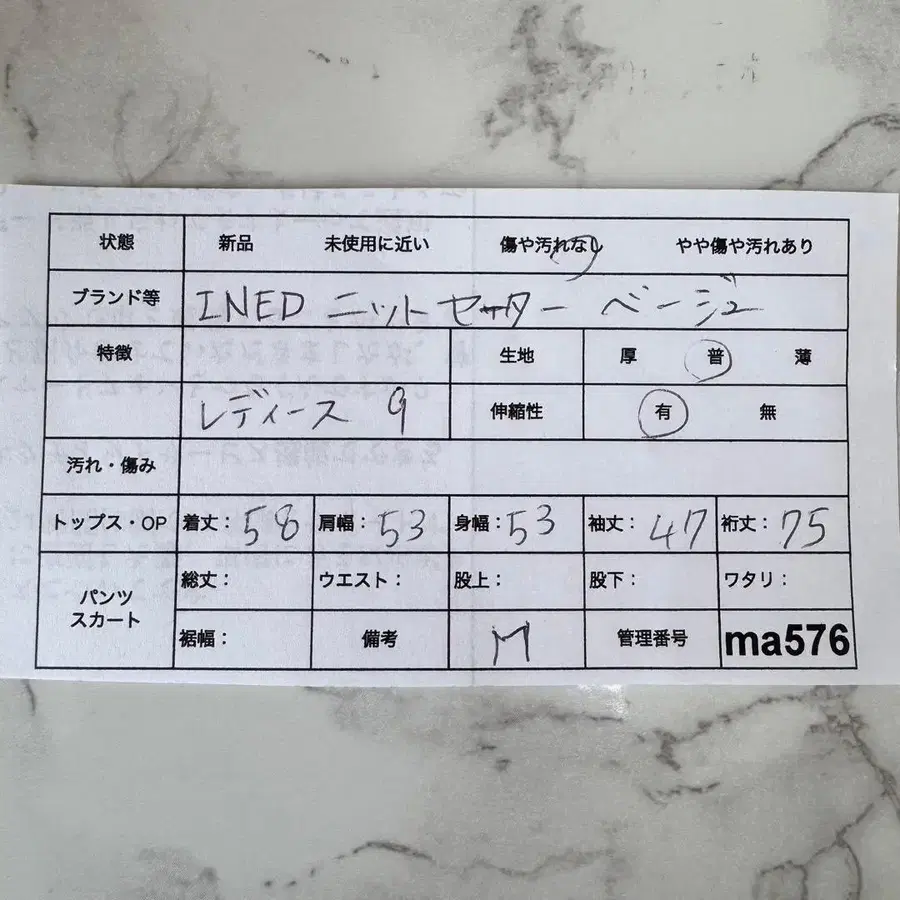 状態 新品 未使用に近い 傷や汚れなし やや傷や汚れあり
ブランド等 INED ニット セーター ベージュ
特徴 生地 厚 普 薄
レディース 9 伸縮性 有 無
汚れ・傷み
トップス・OP 着丈: 58 肩幅: 53 身幅: 53 袖丈: 47 裄丈: 75
パンツ スカート 総丈: ウエスト: 股上: 股下: ワタリ:
裾幅: 備考 M 管理番号 ma576